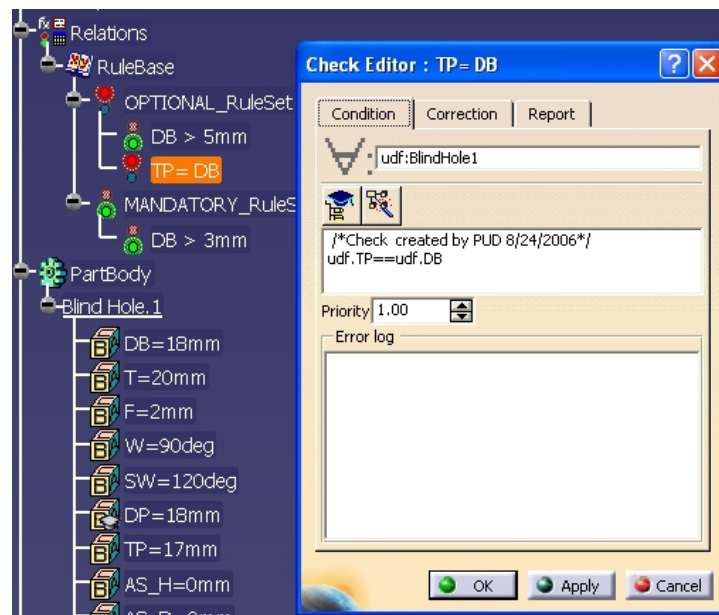 Relations
RuleBase
OPTIONAL_RuleSet
DB > 5mm
TP= DB
MANDATORY_RuleS
DB > 3mm
PartBody
Blind Hole.1
DB=18mm
T=20mm
F=2mm
W=90deg
SW=120deg
DP=18mm
TP=17mm
AS_H=0mm
Check Editor : TP= DB
Condition
Correction
Report
udf:BlindHole1
/*Check created by PUD 8/24/2006*/
udf.TP==udf.DB
Priority 1.00
Error log
OK
Apply
Cancel